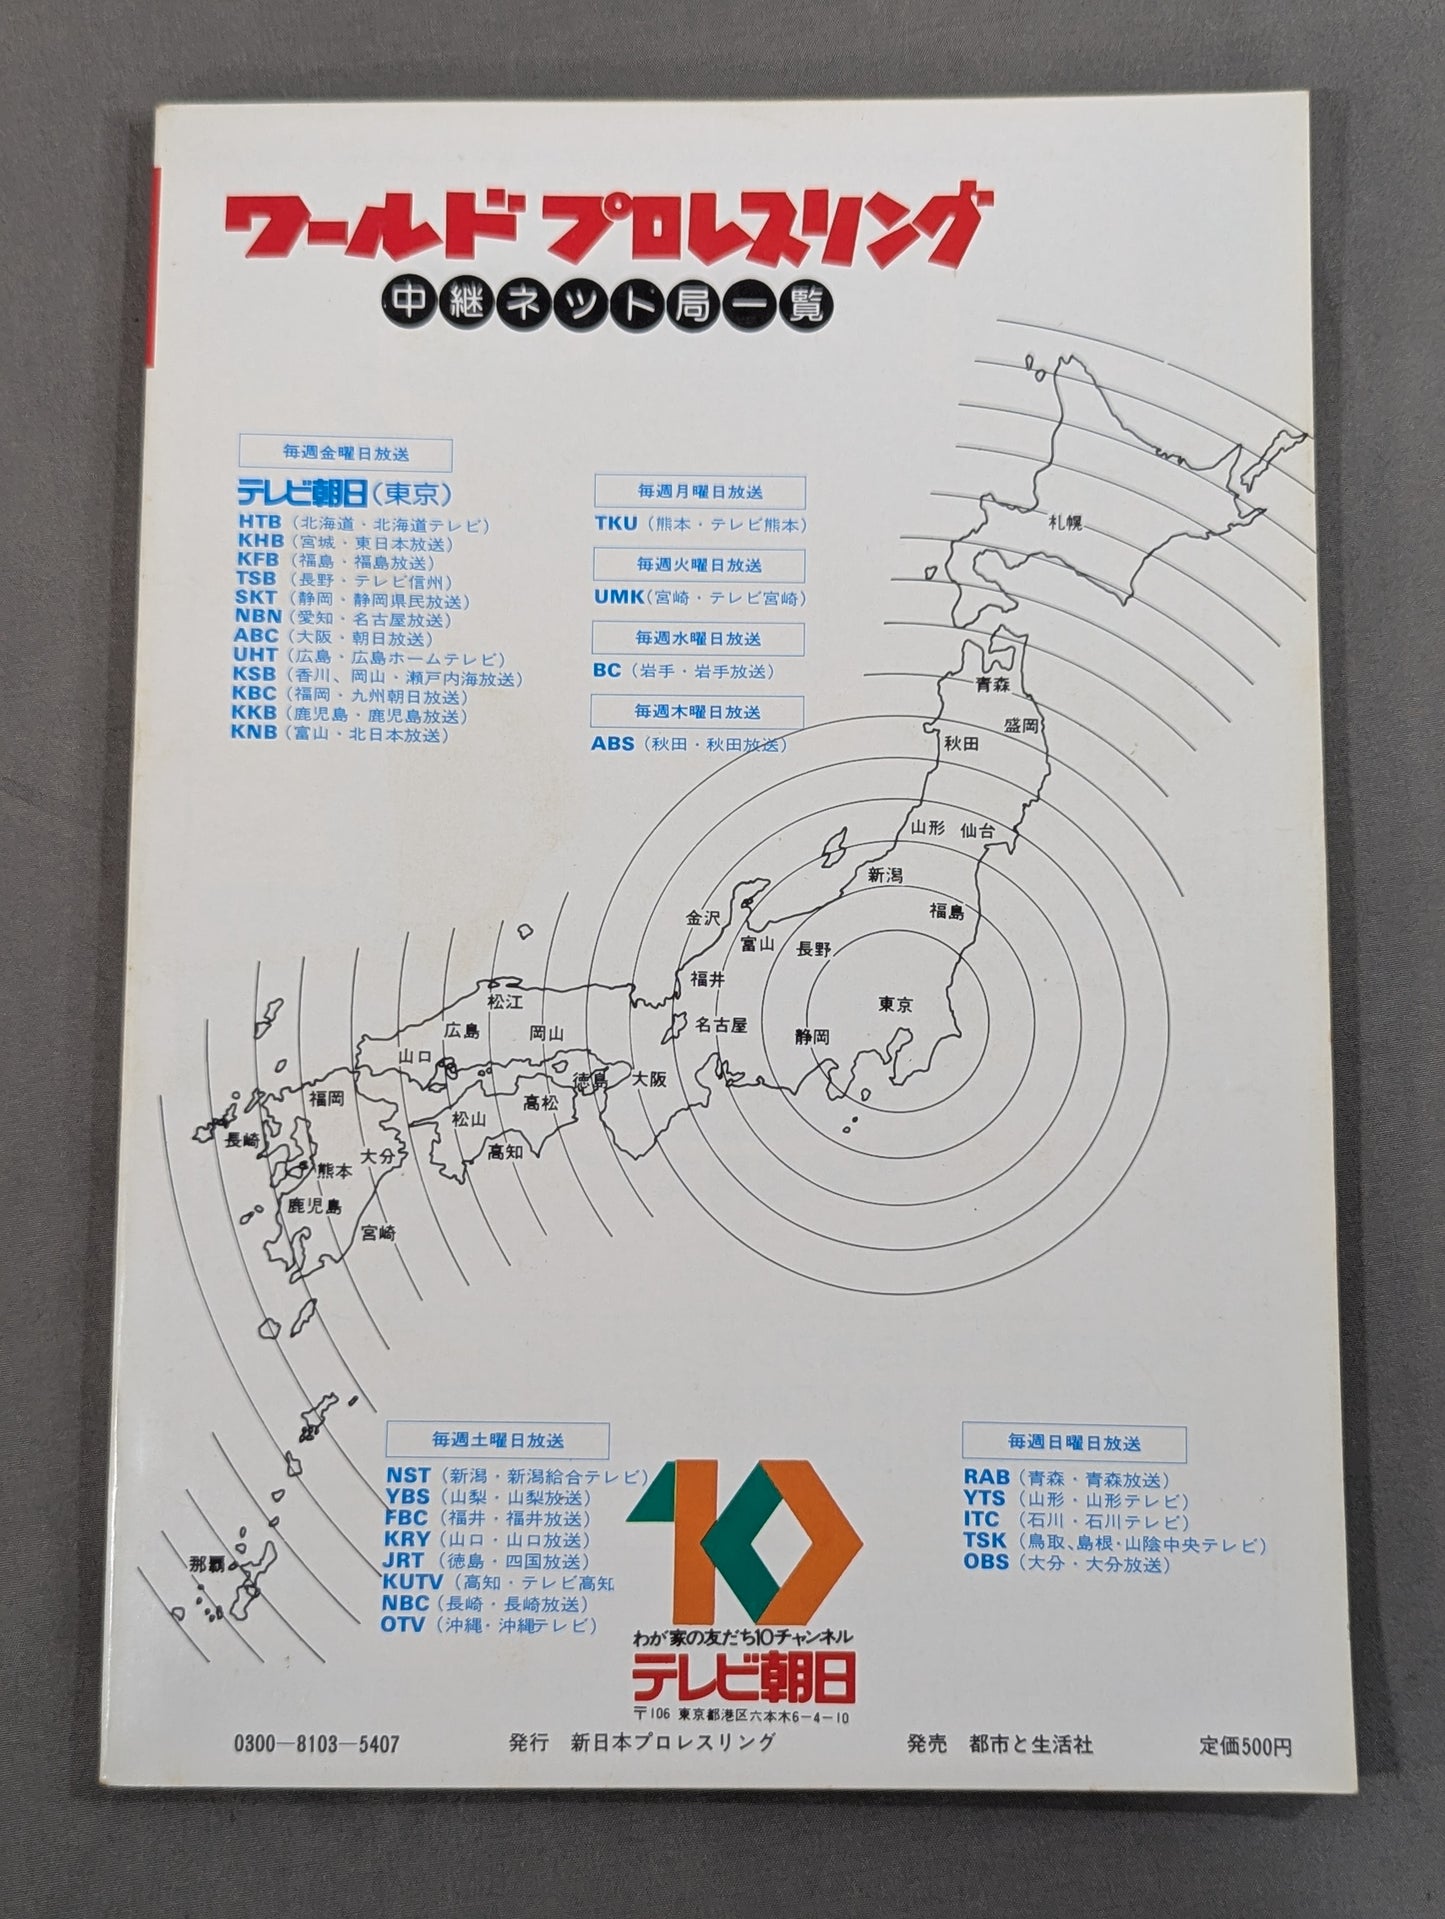 ワールドプロレスリング
中継ネット局一覧
毎週金曜日放送
テレビ朝日(東京)
HTB(北海道・北海道テレビ)
KHB(宮城・東日本放送)
KFB(福島・福島放送)
TSB(長野・テレビ信州)
SKT(静岡・静岡県民放送)
NBN(愛知・名古屋放送)
ABC(大阪・朝日放送)
UHT(広島・広島ホームテレビ)
KSB(香川、岡山・瀬戸内海放送)
KBC(福岡・九州朝日放送)
KKB(鹿児島・鹿児島放送)
KNB(富山・北日本放送)
毎週月曜日放送
TKU(熊本・テレビ熊本)
毎週火曜日放送
UMK(宮崎・テレビ宮崎)
毎週水曜日放送
BC(岩手・岩手放送)
毎週木曜日放送
ABS(秋田・秋田放送)
札幌
青森
盛岡
秋田
山形 仙台
新潟
福島
金沢
富山
長野
福井
東京
名古屋
静岡
松江
広島
岡山
山口
徳島
大阪
福岡
高松
松山
長崎
高知
大分
熊本
鹿児島
宮崎
那覇
毎週土曜日放送
NST(新潟・新潟給合テレビ)
YBS(山梨・山梨放送)
FBC(福井・福井放送)
KRY(山口・山口放送)
JRT(徳島・四国放送)
KUTV(高知・テレビ高知
NBC(長崎・長崎放送)
OTV(沖縄・沖縄テレビ)
10
わが家の友だち10チャンネル
テレビ朝日
〒106 東京都港区六本木6-4-10
毎週日曜日放送
RAB(青森・青森放送)
YTS(山形・山形テレビ)
ITC(石川・石川テレビ)
TSK(鳥取、島根・山陰中央テレビ)
OBS(大分・大分放送)
0300-8103-5407 発行 新日本プロレスリング 発売 都市と生活社 定価500円